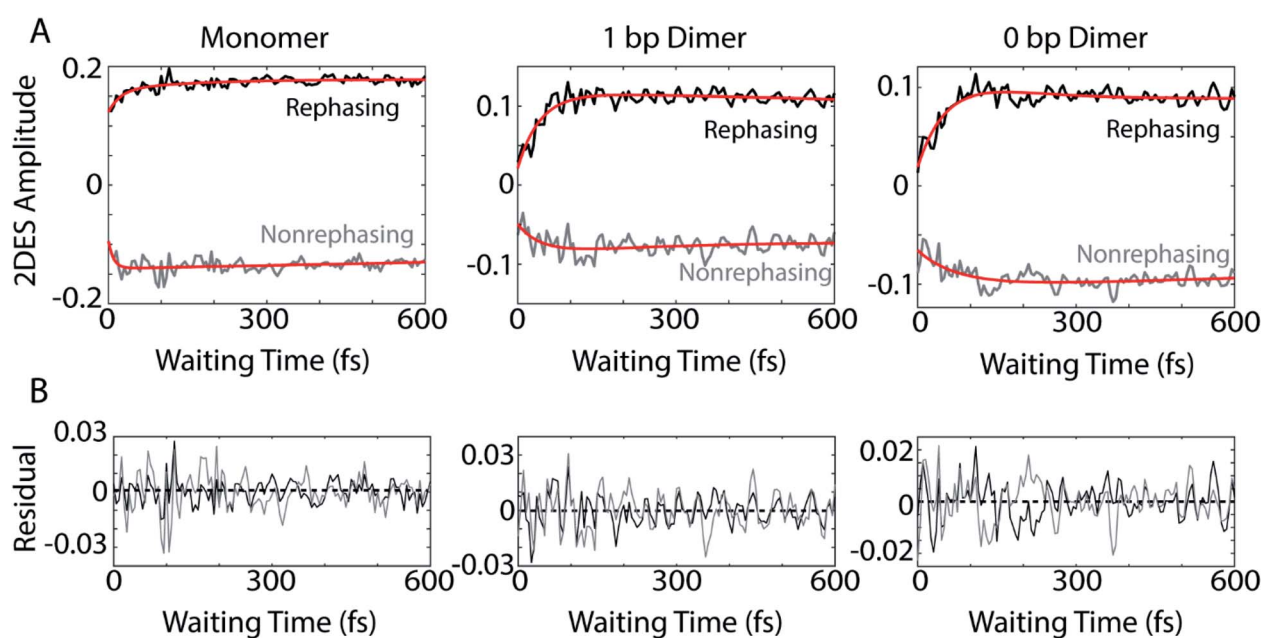 A
Monomer
1 bp Dimer
0 bp Dimer
2DES Amplitude
0.2
0
-0.2
Rephasing
Nonrephasing
0
300
600
Waiting Time (fs)
0.1
0
-0.1
Rephasing
Nonrephasing
0
300
600
Waiting Time (fs)
0.1
0
-0.1
Rephasing
Nonrephasing
0
300
600
Waiting Time (fs)
B
Residual
0.03
0
-0.03
0
300
600
Waiting Time (fs)
0.03
0
-0.03
0
300
600
Waiting Time (fs)
0.02
0
-0.02
0
300
600
Waiting Time (fs)